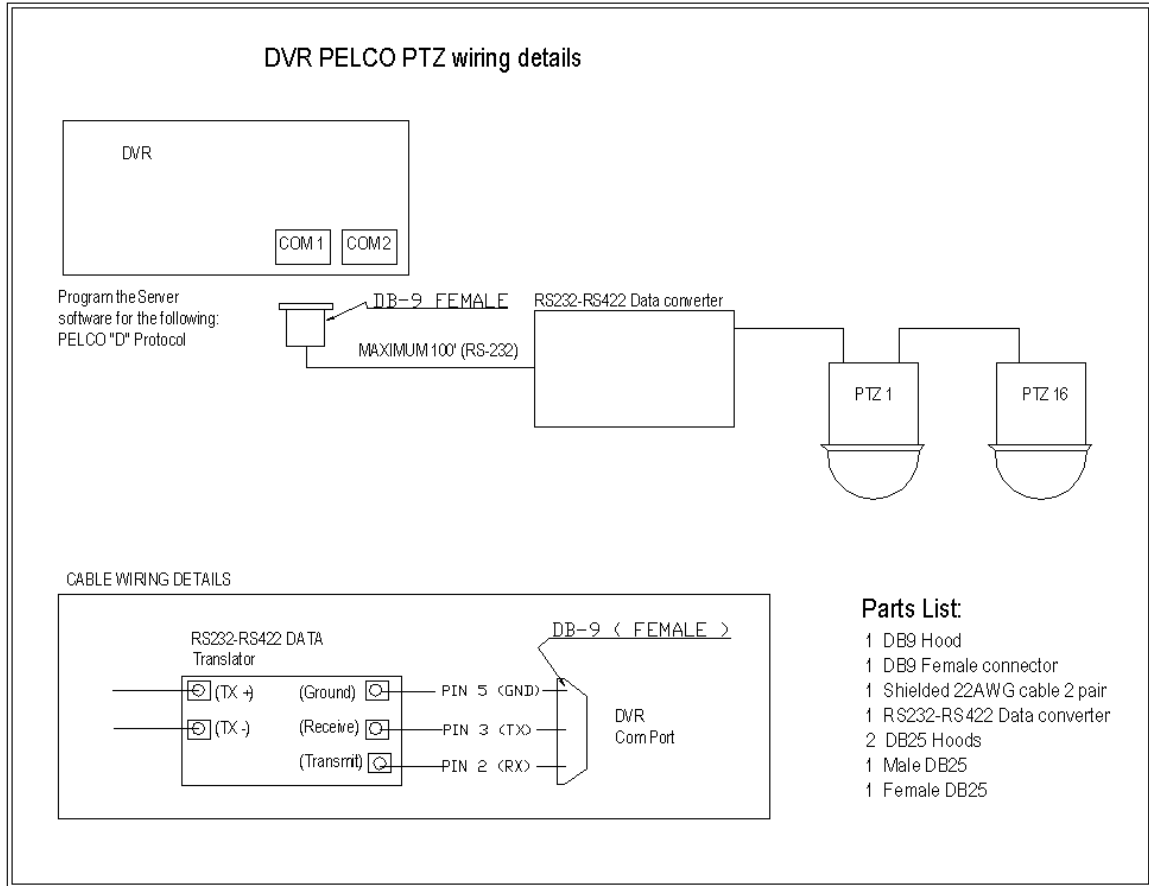 DVR PELCO PTZ wiring details
DVR
COM 1
COM 2
Program the Server
software for the following:
PELCO "D" Protocol
DB-9 FEMALE
MAXIMUM 100' (RS-232)
RS232-RS422 Data converter
PTZ 1
PTZ 16
CABLE WIRING DETAILS
RS232-RS422 DATA
Translator
(TX +)
(TX -)
(Ground)
(Receive)
(Transmit)
PIN 5 (GND)
PIN 3 (TX)
PIN 2 (RX)
DB-9 ( FEMALE )
DVR
Com Port
Parts List:
1 DB9 Hood
1 DB9 Female connector
1 Shielded 22AWG cable 2 pair
1 RS232-RS422 Data converter
2 DB25 Hoods
1 Male DB25
1 Female DB25